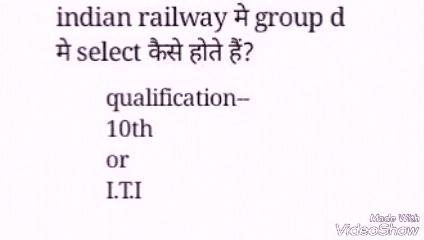 indian railway मे group d
मे select कैसे होते हैं?
qualification--
10th
or
I.T.I
Made With
VideoShow